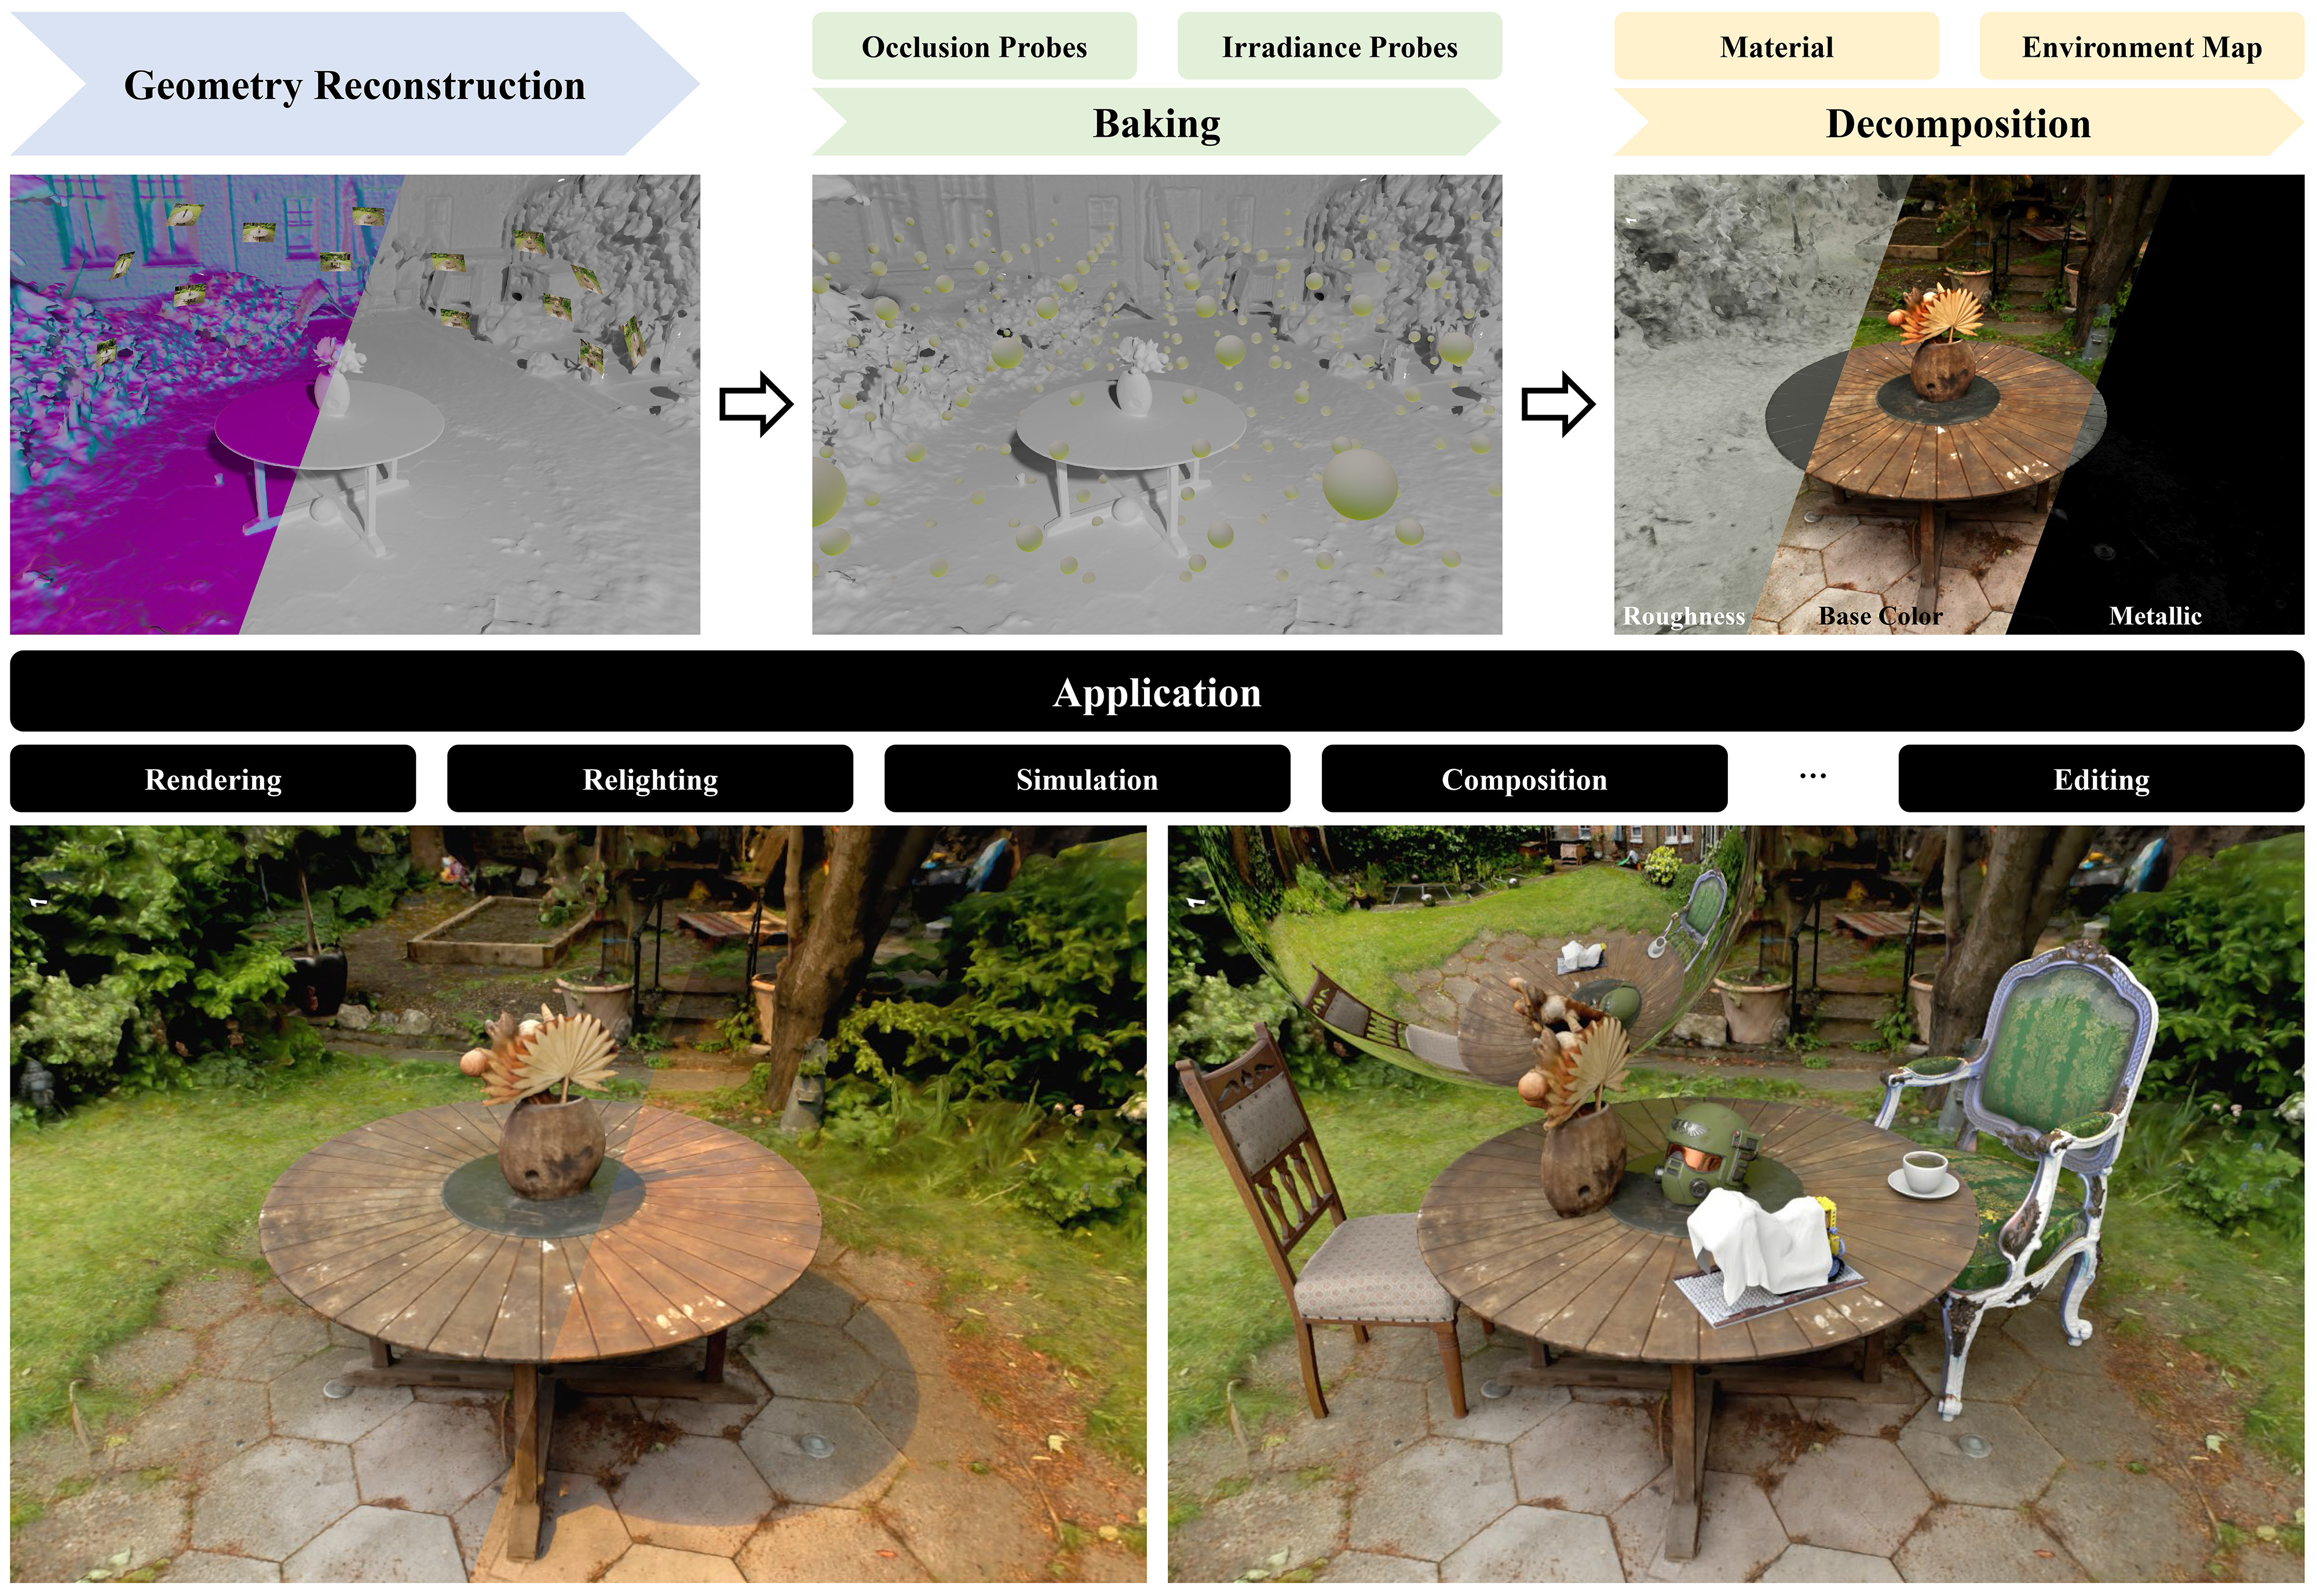 Geometry Reconstruction
Occlusion Probes
Irradiance Probes
Baking
Material
Environment Map
Decomposition
Roughness
Base Color
Metallic
Application
Rendering
Relighting
Simulation
Composition
...
Editing